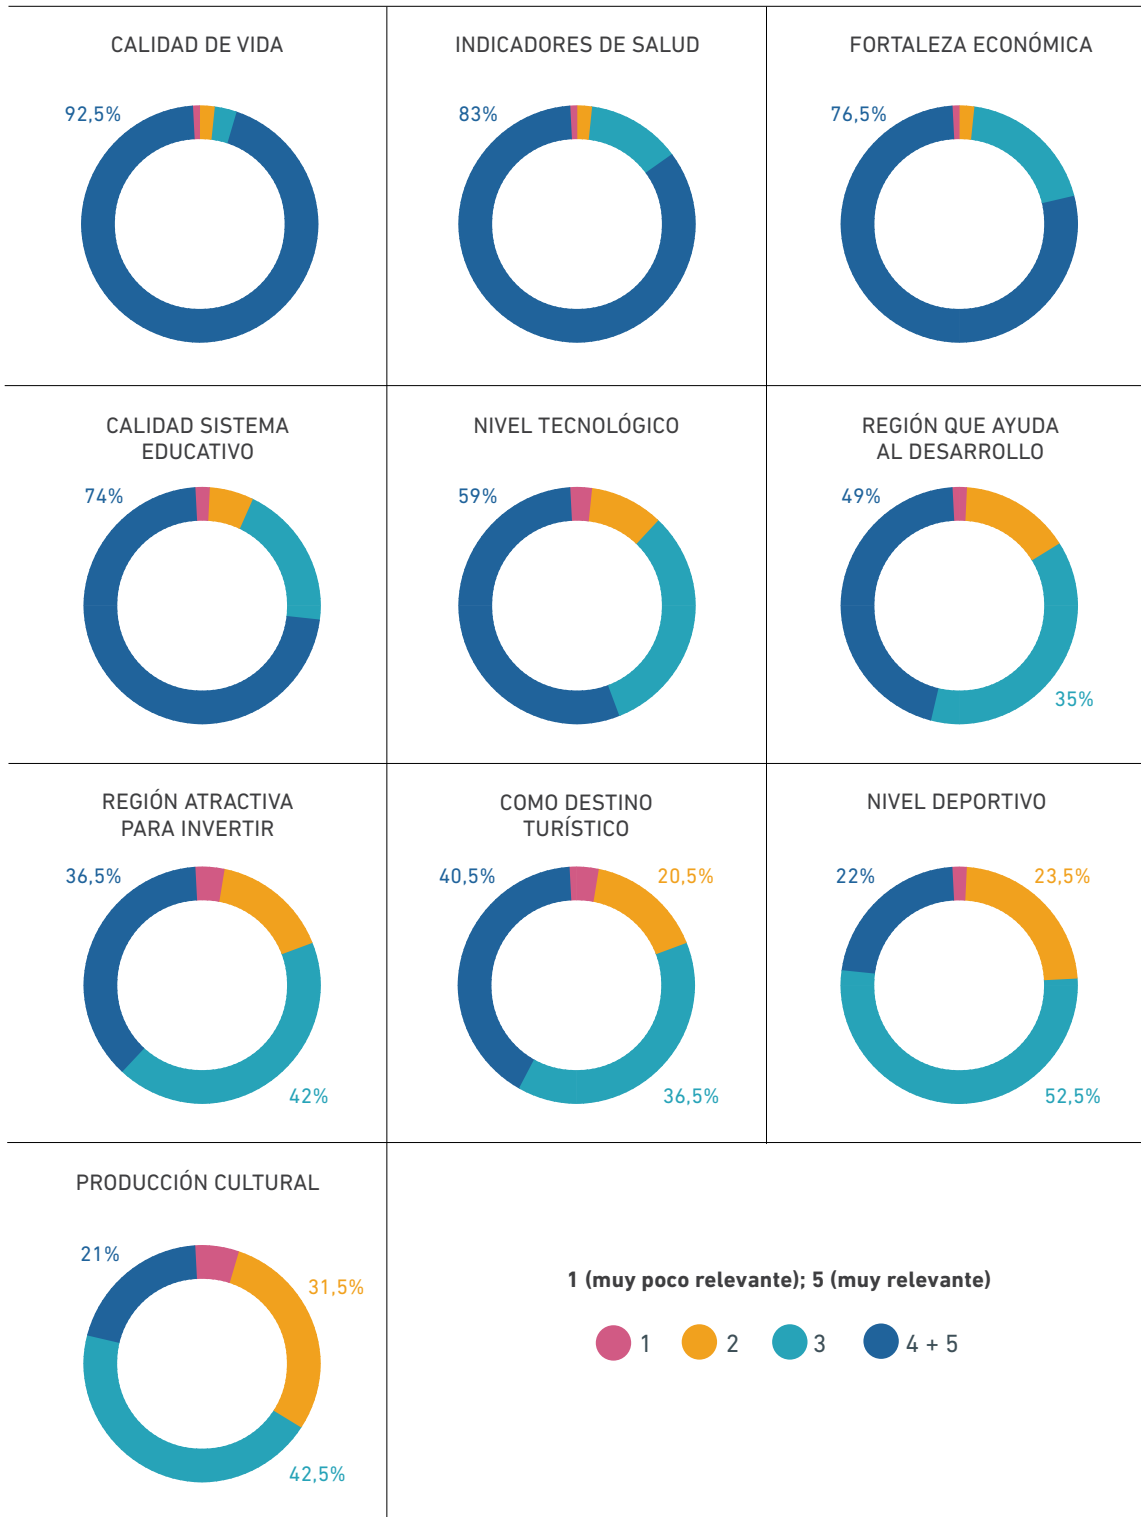 CALIDAD DE VIDA
92,5%
INDICADORES DE SALUD
83%
FORTALEZA ECONÓMICA
76,5%
CALIDAD SISTEMA
EDUCATIVO
74%
NIVEL TECNOLÓGICO
59%
REGIÓN QUE AYUDA
AL DESARROLLO
49%
35%
REGIÓN ATRACTIVA
PARA INVERTIR
36,5%
42%
COMO DESTINO
TURÍSTICO
40,5%
20,5%
36,5%
NIVEL DEPORTIVO
22%
23,5%
52,5%
PRODUCCIÓN CULTURAL
21%
31,5%
42,5%
1 (muy poco relevante); 5 (muy relevante)
1 2 3 4 + 5